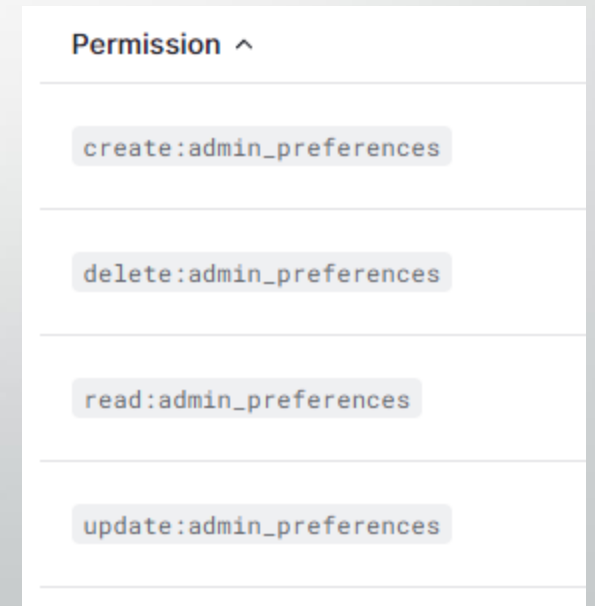 Permission
create:admin_preferences
delete:admin_preferences
read:admin_preferences
update:admin_preferences